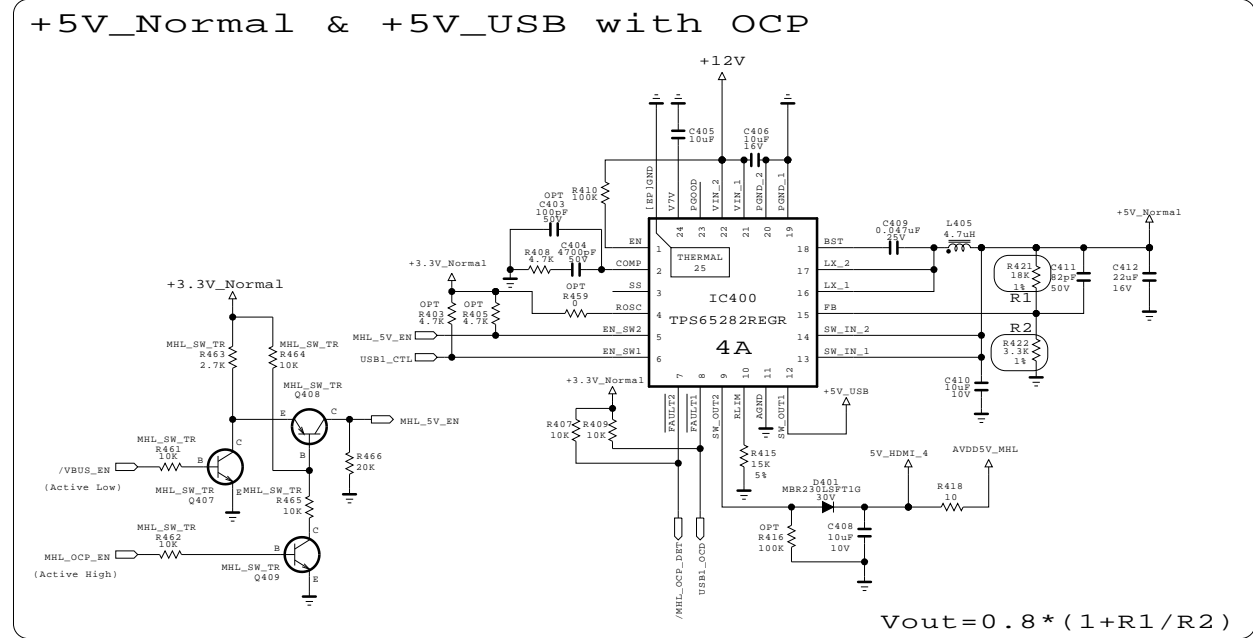 +5V_Normal & +5V_USB with OCP
+12V
C405
10uF
C406
10uF
16V
R410
100K
[EP]GND
V7V
PGOOD
VIN_2
VIN_1
PGND_2
PGND_1
24
23
22
21
20
19
OPT
C403
100pF
50V
R408
4.7K
C404
4700pF
50V
+3.3V_Normal
OPT
R403
4.7K
OPT
R405
4.7K
OPT
R459
0
MHL_5V_EN
USB1_CTL
EN
COMP
SS
ROSC
EN_SW2
EN_SW1
1
2
3
4
5
6
THERMAL
25
IC400
TPS65282REGR
4A
18
17
16
15
14
13
BST
LX_2
LX_1
FB
SW_IN_2
SW_IN_1
C409
0.047uF
25V
L405
4.7uH
+5V_Normal
R421
18K
1%
R1
C411
82pF
50V
C412
22uF
16V
R2
R422
3.3K
1%
C410
10uF
10V
7
8
9
10
11
12
FAULT2
FAULT1
SW_OUT2
RLIM
AGND
SW_OUT1
+5V_USB
+3.3V_Normal
R407
10K
R409
10K
R415
15K
5%
/MHL_OCP_DET
USB1_OCD
D401
MBR230LSFT1G
30V
OPT
R416
100K
C408
10uF
10V
5V_HDMI_4
AVDD5V_MHL
R418
10
+3.3V_Normal
MHL_SW_TR
R463
2.7K
MHL_SW_TR
R464
10K
MHL_SW_TR
Q408
E
C
B
MHL_5V_EN
R466
20K
MHL_SW_TR
R461
10K
/VBUS_EN
(Active Low)
B
C
E
MHL_SW_TR
Q407
MHL_SW_TR
R465
10K
MHL_SW_TR
R462
10K
MHL_OCP_EN
(Active High)
B
C
E
MHL_SW_TR
Q409
Vout=0.8*(1+R1/R2)